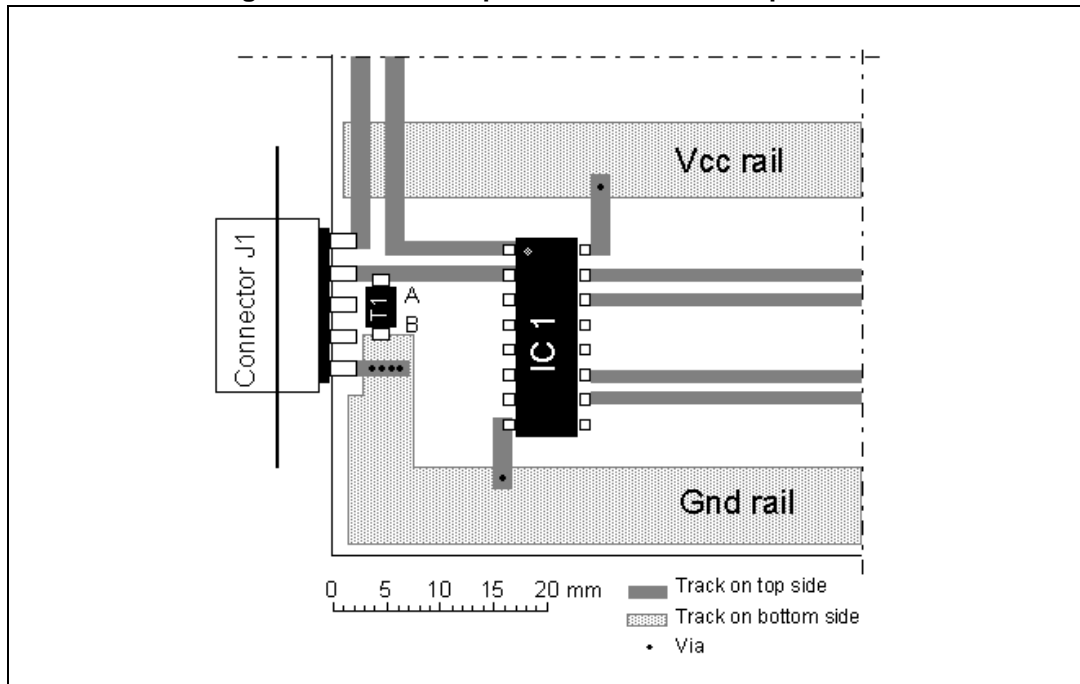 Vcc rail
Connector J1
T1
A
B
IC 1
Gnd rail
0 5 10 15 20 mm
Track on top side
Track on bottom side
Via